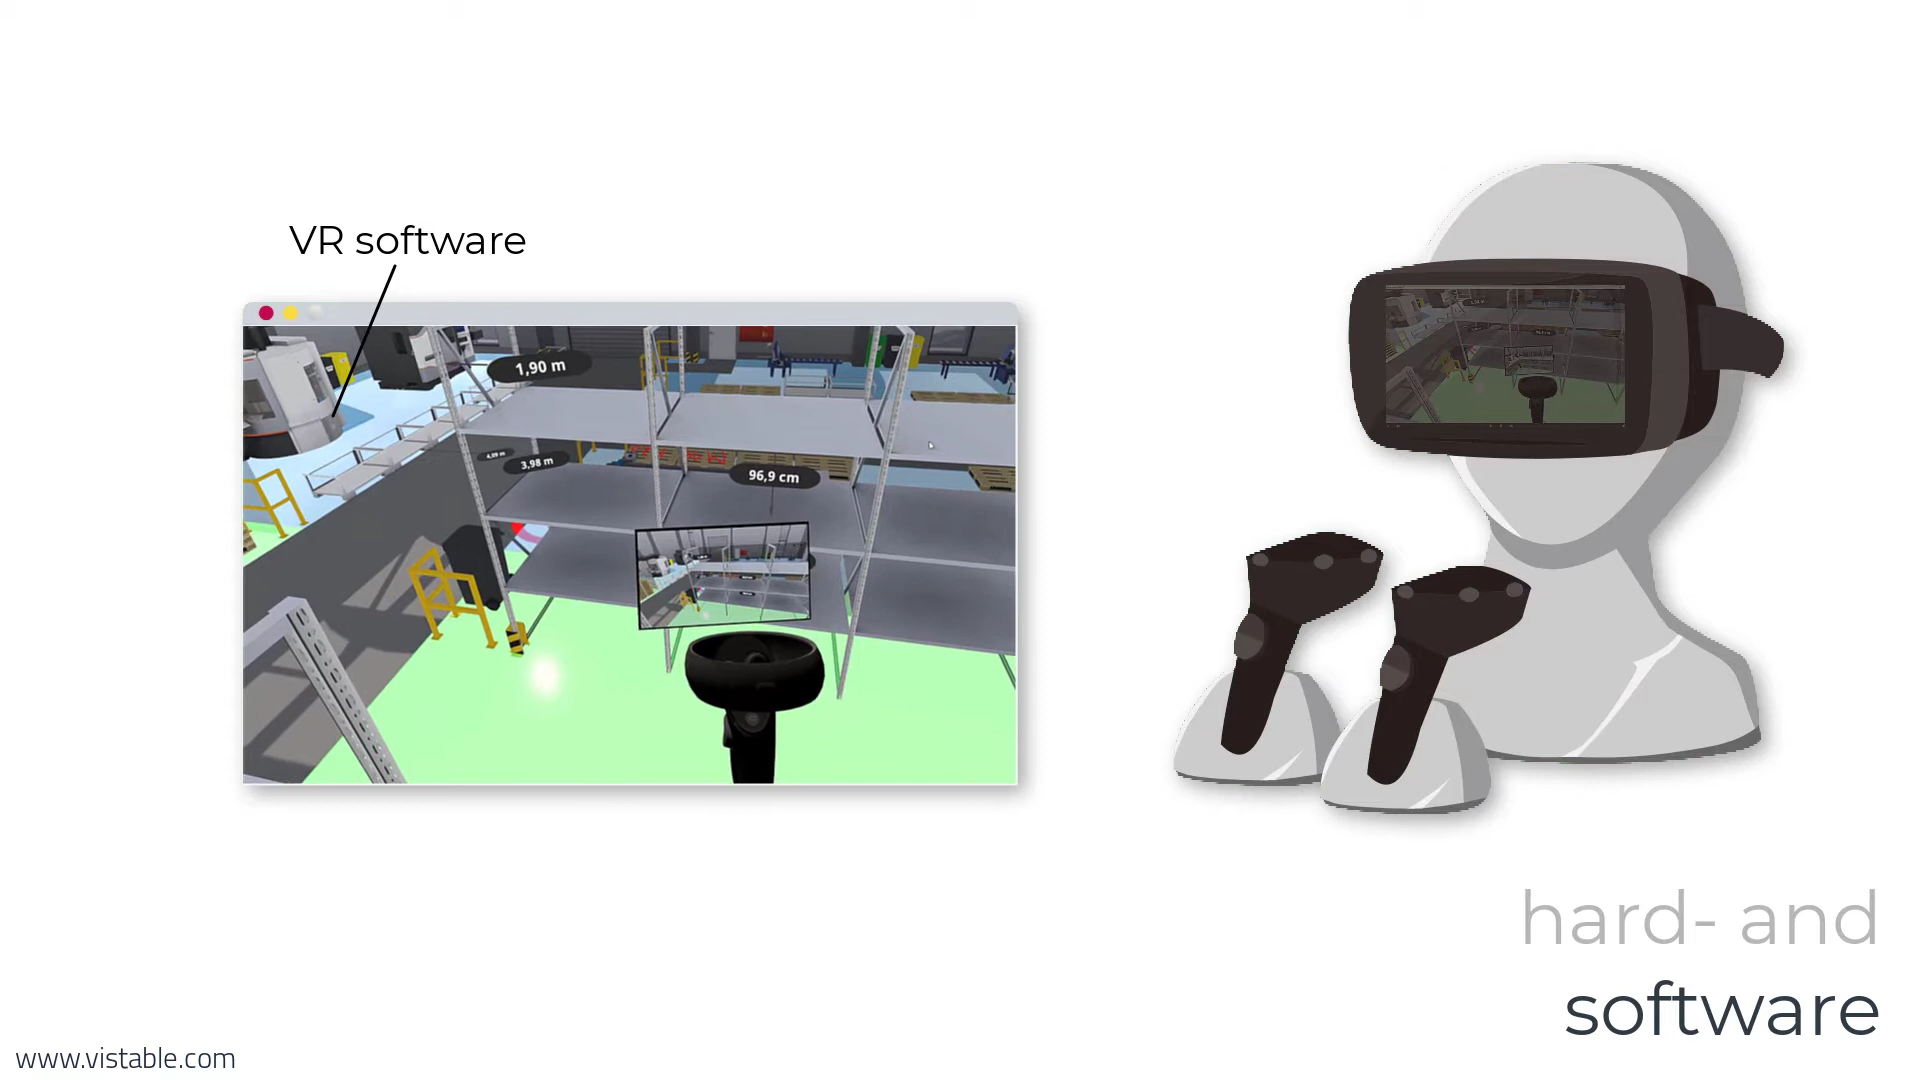 VR software
1,90 m
3,98 m
96,9 cm
hard- and
software
www.vistable.com